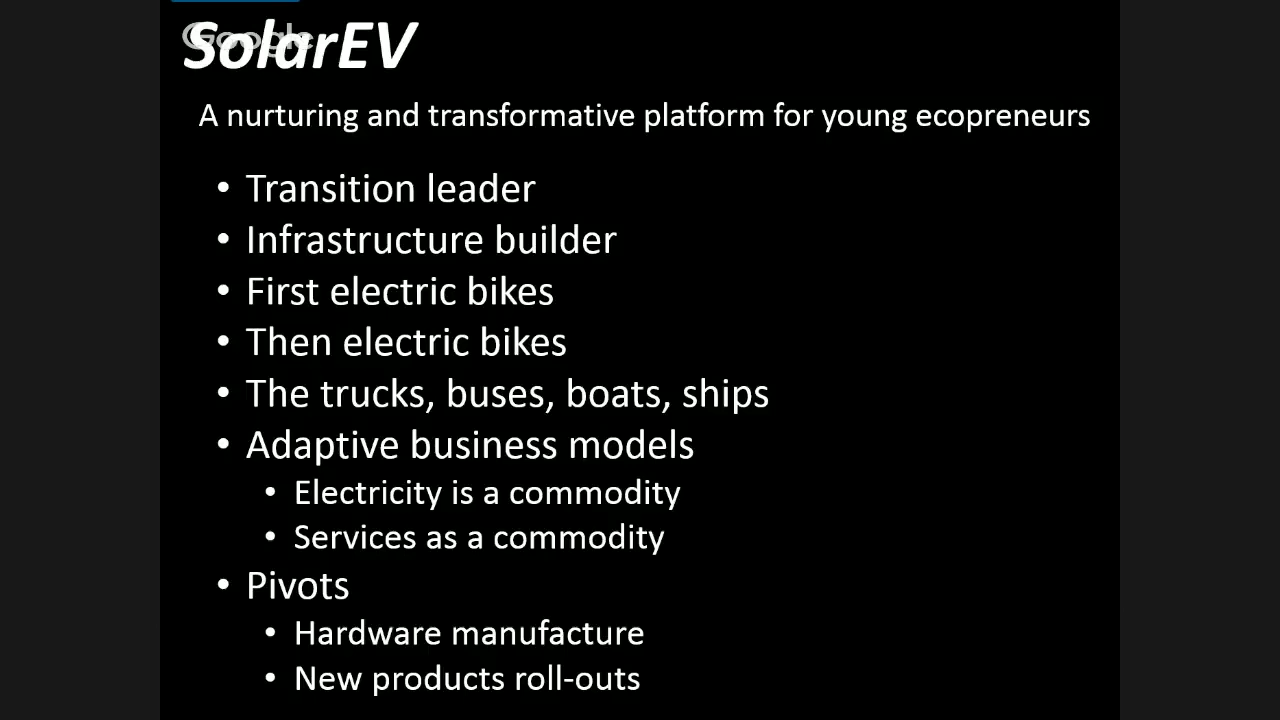 Google
SolarEV
A nurturing and transformative platform for young ecopreneurs
• Transition leader
• Infrastructure builder
• First electric bikes
• Then electric bikes
• The trucks, buses, boats, ships
• Adaptive business models
• Electricity is a commodity
• Services as a commodity
• Pivots
• Hardware manufacture
• New products roll-outs